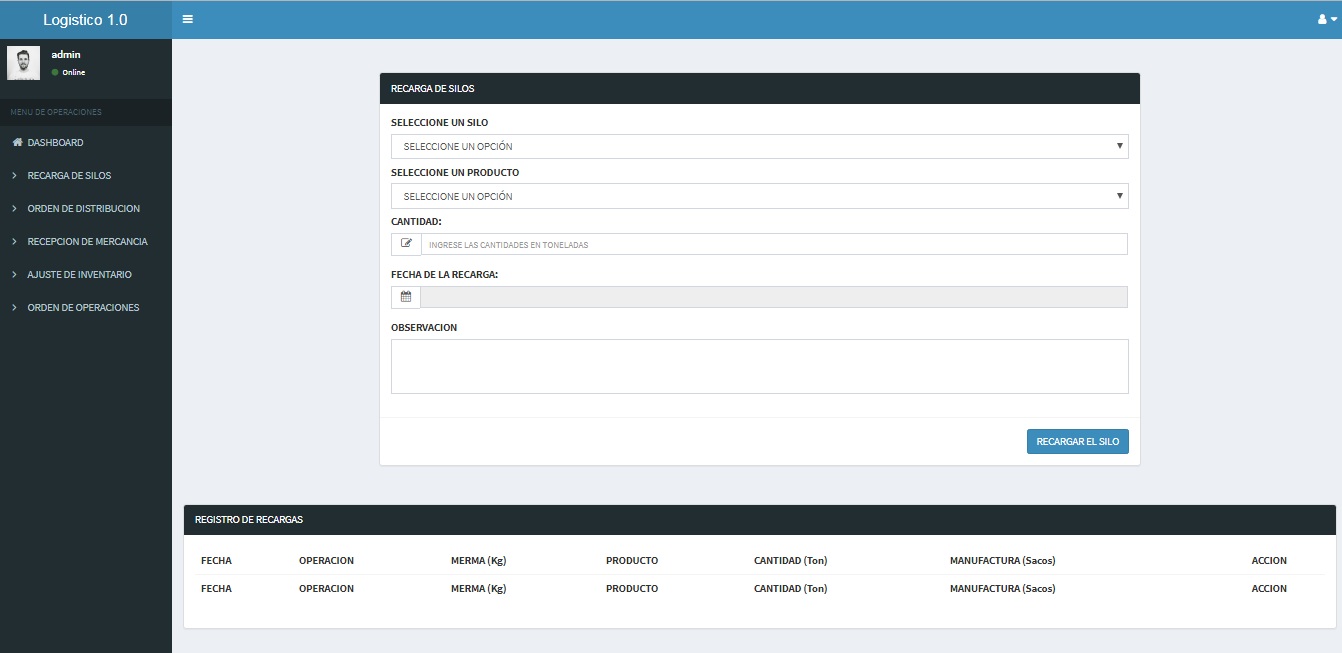 Logistico 1.0
admin
Online
MENU DE OPERACIONES
DASHBOARD
RECARGA DE SILOS
ORDEN DE DISTRIBUCION
RECEPCION DE MERCANCIA
AJUSTE DE INVENTARIO
ORDEN DE OPERACIONES
RECARGA DE SILOS
SELECCIONE UN SILO
SELECCIONE UN OPCIÓN
SELECCIONE UN PRODUCTO
SELECCIONE UN OPCIÓN
CANTIDAD:
INGRESE LAS CANTIDADES EN TONELADAS
FECHA DE LA RECARGA:
OBSERVACION
RECARGAR EL SILO
REGISTRO DE RECARGAS
FECHA OPERACION MERMA (Kg) PRODUCTO CANTIDAD (Ton) MANUFACTURA (Sacos) ACCION
FECHA OPERACION MERMA (Kg) PRODUCTO CANTIDAD (Ton) MANUFACTURA (Sacos) ACCION